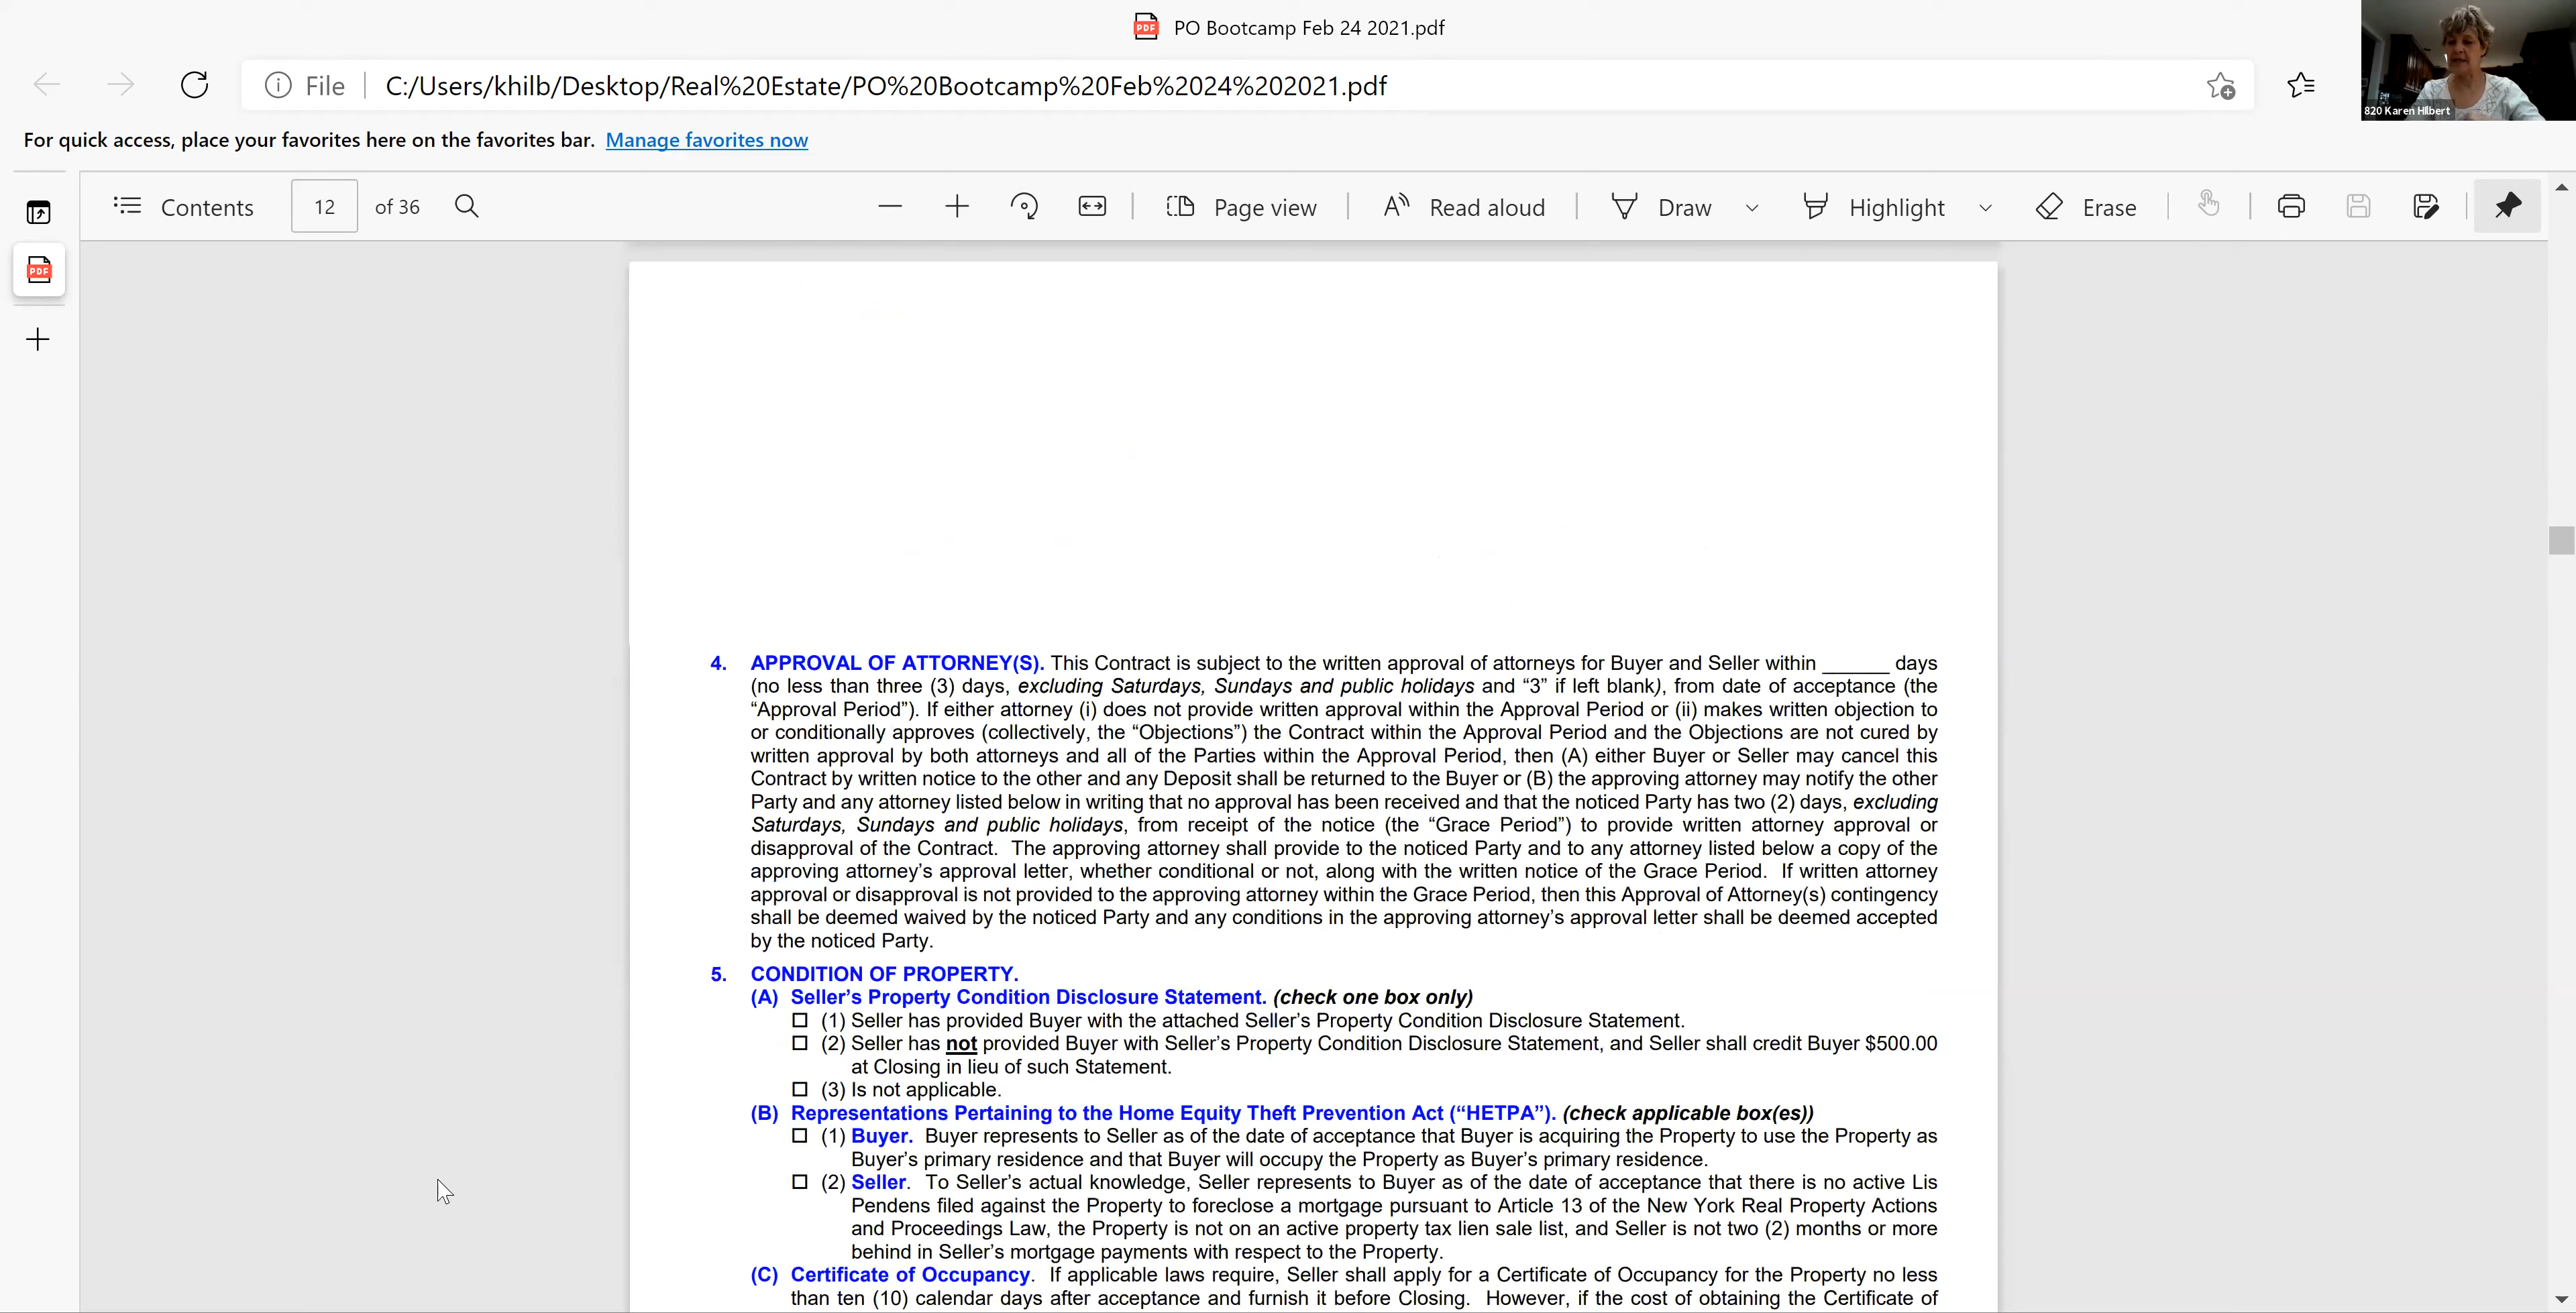 PO Bootcamp Feb 24 2021.pdf
File
C:/Users/khilb/Desktop/Real%20Estate/PO%20Bootcamp%20Feb%2024%202021.pdf
820 Karen Hilbert
For quick access, place your favorites here on the favorites bar. Manage favorites now
Contents 12 of 36 Page view Read aloud Draw Highlight Erase
4. APPROVAL OF ATTORNEY(S). This Contract is subject to the written approval of attorneys for Buyer and Seller within ______ days
(no less than three (3) days, excluding Saturdays, Sundays and public holidays and “3” if left blank), from date of acceptance (the
“Approval Period”). If either attorney (i) does not provide written approval within the Approval Period or (ii) makes written objection to
or conditionally approves (collectively, the “Objections”) the Contract within the Approval Period and the Objections are not cured by
written approval by both attorneys and all of the Parties within the Approval Period, then (A) either Buyer or Seller may cancel this
Contract by written notice to the other and any Deposit shall be returned to the Buyer or (B) the approving attorney may notify the other
Party and any attorney listed below in writing that no approval has been received and that the noticed Party has two (2) days, excluding
Saturdays, Sundays and public holidays, from receipt of the notice (the “Grace Period”) to provide written attorney approval or
disapproval of the Contract. The approving attorney shall provide to the noticed Party and to any attorney listed below a copy of the
approving attorney’s approval letter, whether conditional or not, along with the written notice of the Grace Period. If written attorney
approval or disapproval is not provided to the approving attorney within the Grace Period, then this Approval of Attorney(s) contingency
shall be deemed waived by the noticed Party and any conditions in the approving attorney’s approval letter shall be deemed accepted
by the noticed Party.
5. CONDITION OF PROPERTY.
(A) Seller’s Property Condition Disclosure Statement. (check one box only)
☐ (1) Seller has provided Buyer with the attached Seller’s Property Condition Disclosure Statement.
☐ (2) Seller has not provided Buyer with Seller’s Property Condition Disclosure Statement, and Seller shall credit Buyer $500.00
at Closing in lieu of such Statement.
☐ (3) Is not applicable.
(B) Representations Pertaining to the Home Equity Theft Prevention Act (“HETPA”). (check applicable box(es))
☐ (1) Buyer. Buyer represents to Seller as of the date of acceptance that Buyer is acquiring the Property to use the Property as
Buyer’s primary residence and that Buyer will occupy the Property as Buyer’s primary residence.
☐ (2) Seller. To Seller’s actual knowledge, Seller represents to Buyer as of the date of acceptance that there is no active Lis
Pendens filed against the Property to foreclose a mortgage pursuant to Article 13 of the New York Real Property Actions
and Proceedings Law, the Property is not on an active property tax lien sale list, and Seller is not two (2) months or more
behind in Seller’s mortgage payments with respect to the Property.
(C) Certificate of Occupancy. If applicable laws require, Seller shall apply for a Certificate of Occupancy for the Property no less
than ten (10) calendar days after acceptance and furnish it before Closing. However, if the cost of obtaining the Certificate of